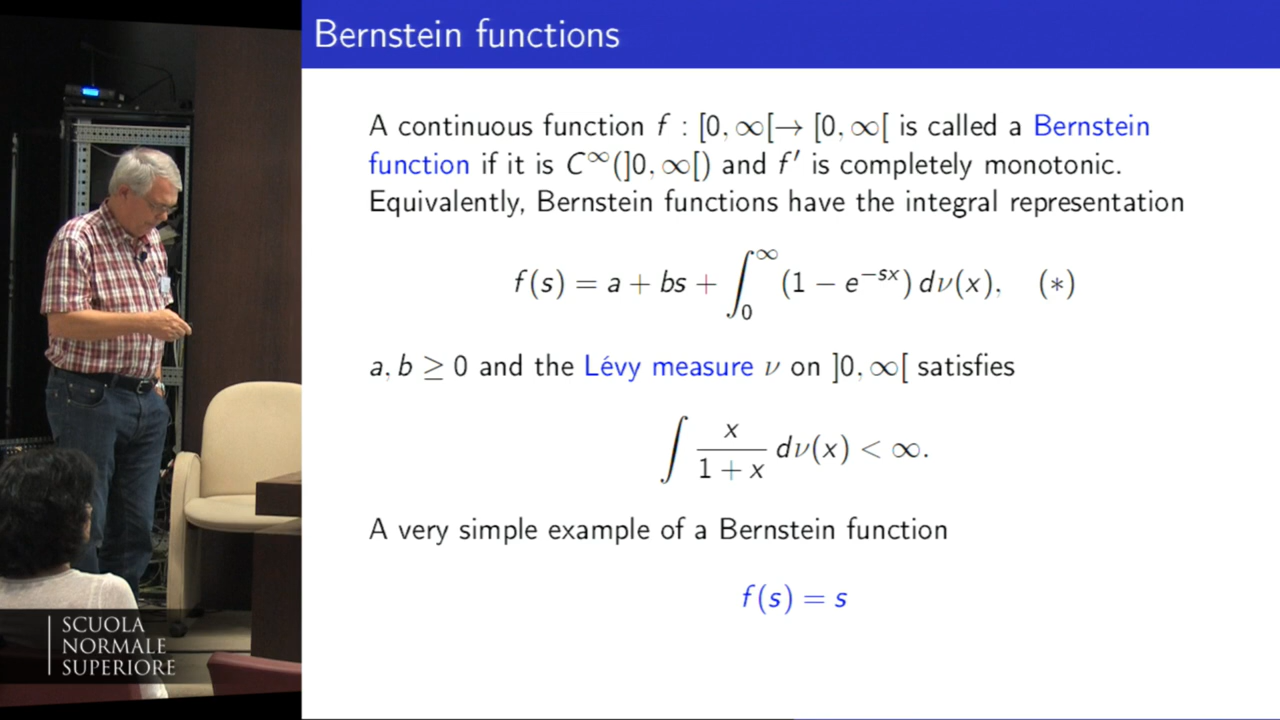 Bernstein functions
A continuous function f : [0, ∞[→ [0, ∞[ is called a Bernstein
function if it is C^∞(]0, ∞[) and f′ is completely monotonic.
Equivalently, Bernstein functions have the integral representation
f(s) = a + bs + ∫_0^∞ (1 − e^{−sx}) dν(x), (∗)
a, b ≥ 0 and the Lévy measure ν on ]0, ∞[ satisfies
∫ x/(1 + x) dν(x) < ∞.
A very simple example of a Bernstein function
f(s) = s
SCUOLA
NORMALE
SUPERIORE